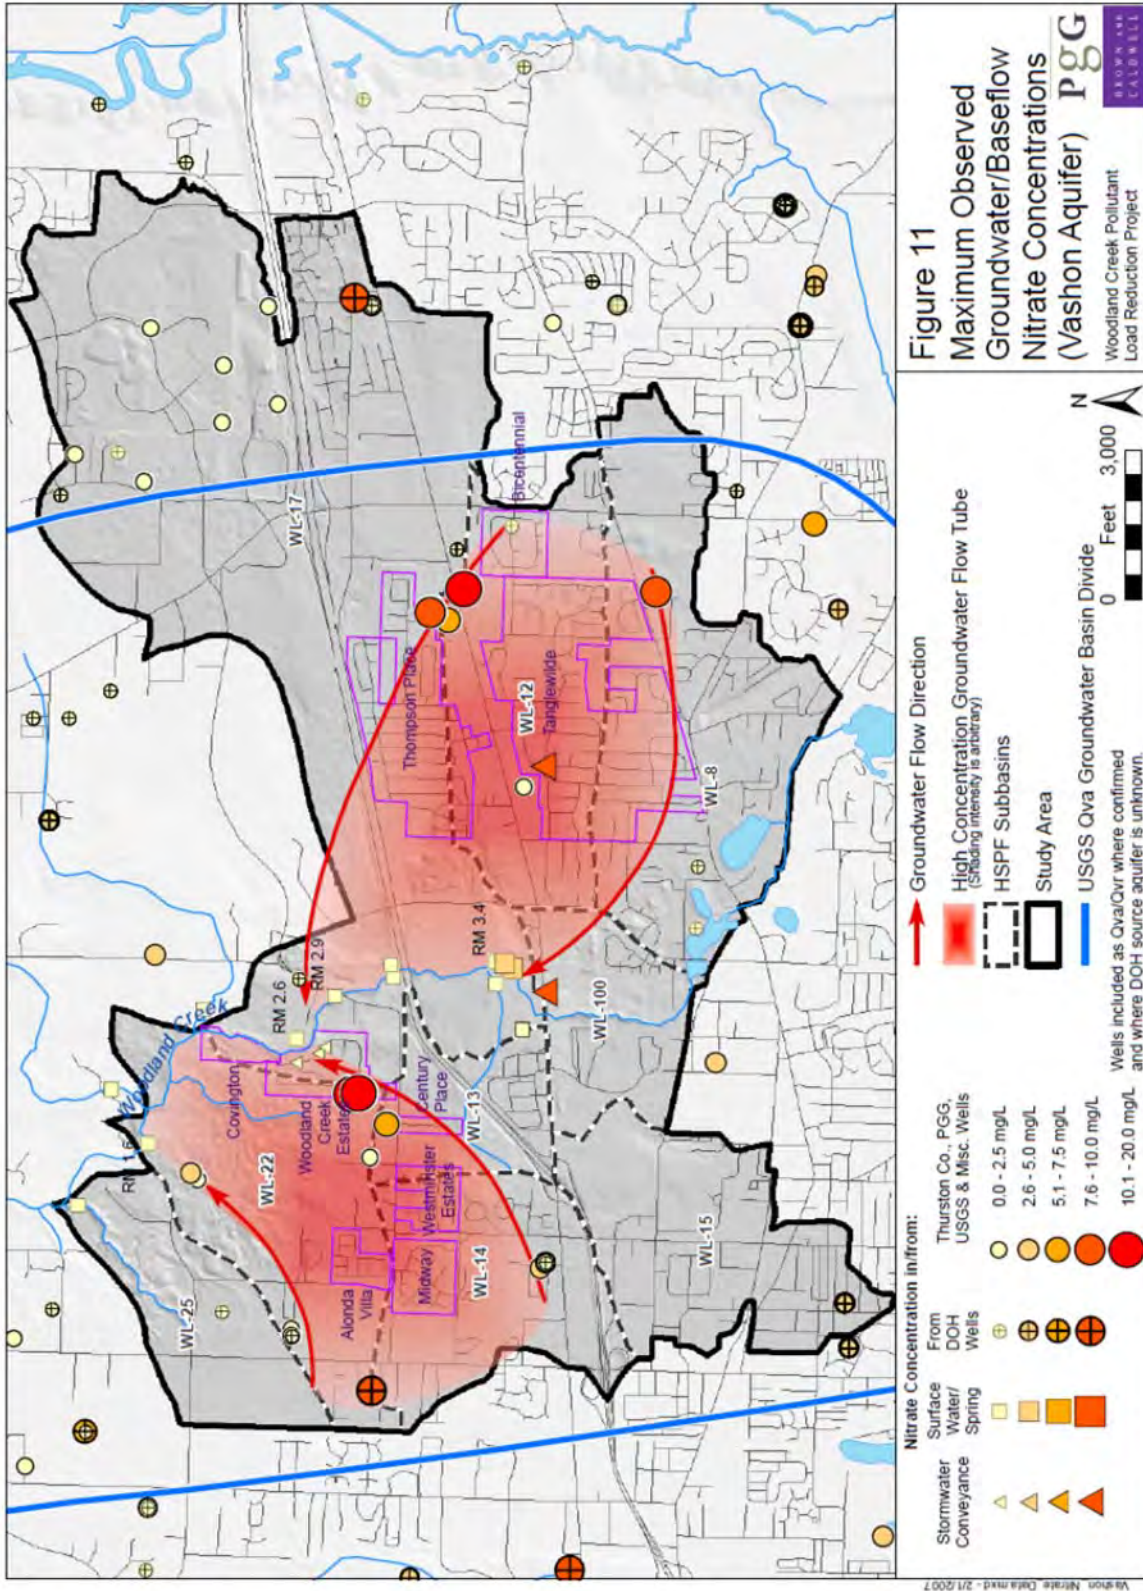 Figure 11
Maximum Observed
Groundwater/Baseflow
Nitrate Concentrations
(Vashon Aquifer)
Woodland Creek Pollutant
Load Reduction Project
PgG
BROWN AND
CALDWELL
Groundwater Flow Direction
High Concentration Groundwater Flow Tube
(Shading intensity is arbitrary)
HSPF Subbasins
Study Area
USGS Qva Groundwater Basin Divide
0 Feet 3,000
N
Wells included as Qva/Qvr where confirmed
and where DOH source aquifer is unknown.
Nitrate Concentration in/from:
Stormwater
Conveyance
Surface
Water/
Spring
From
DOH
Wells
Thurston Co., PGG,
USGS & Misc. Wells
0.0 - 2.5 mg/L
2.6 - 5.0 mg/L
5.1 - 7.5 mg/L
7.6 - 10.0 mg/L
10.1 - 20.0 mg/L
WL-25
WL-22
WL-14
WL-15
WL-13
WL-100
WL-17
WL-12
WL-8
RM 1.6
RM 2.6
RM 2.9
RM 3.4
Woodland Creek
Covington
Woodland
Creek
Estates
Century
Place
Westminster
Estates
Alonda
Villa
Midway
Thompson Place
Tanglewilde
Bicentennial